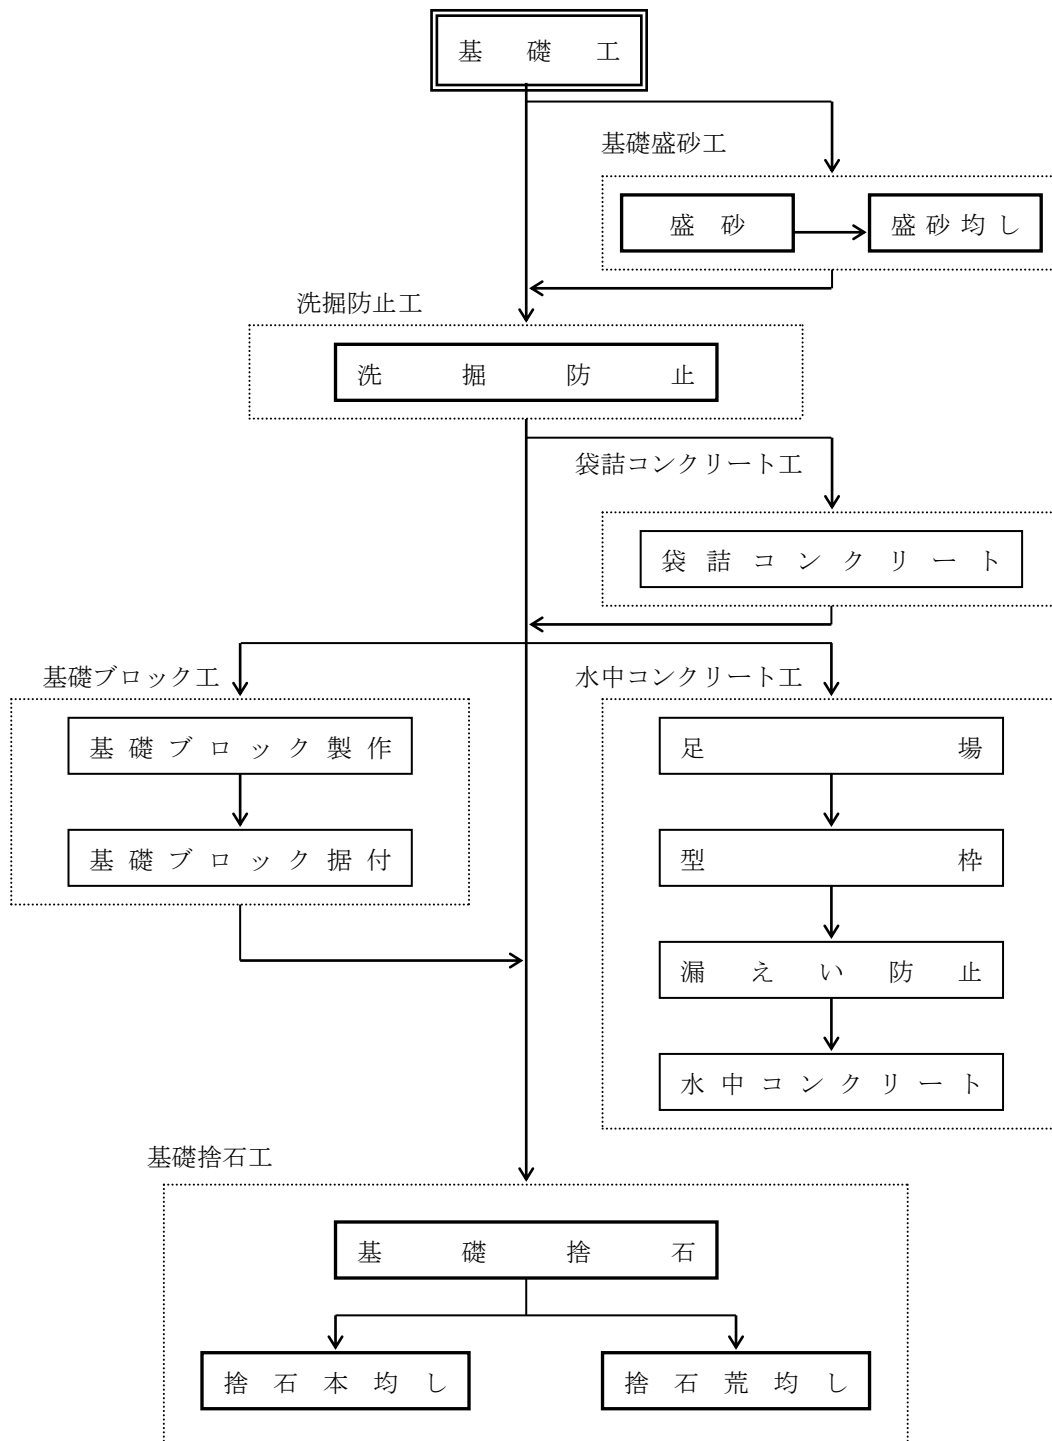 基礎工
基礎盛砂工
盛砂
盛砂均し
洗掘防止工
洗掘防止
袋詰コンクリート工
袋詰コンクリート
基礎ブロック工
水中コンクリート工
基礎ブロック製作
足場
基礎ブロック据付
型枠
漏えい防止
水中コンクリート
基礎捨石工
基礎捨石
捨石本均し
捨石荒均し